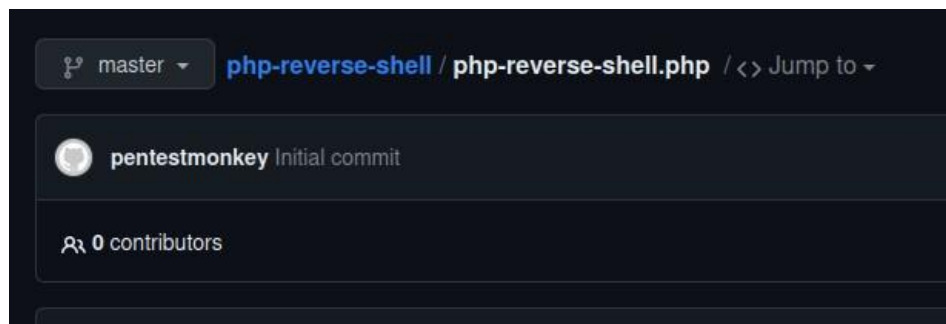 master php-reverse-shell / php-reverse-shell.php / <> Jump to
pentestmonkey Initial commit
0 contributors